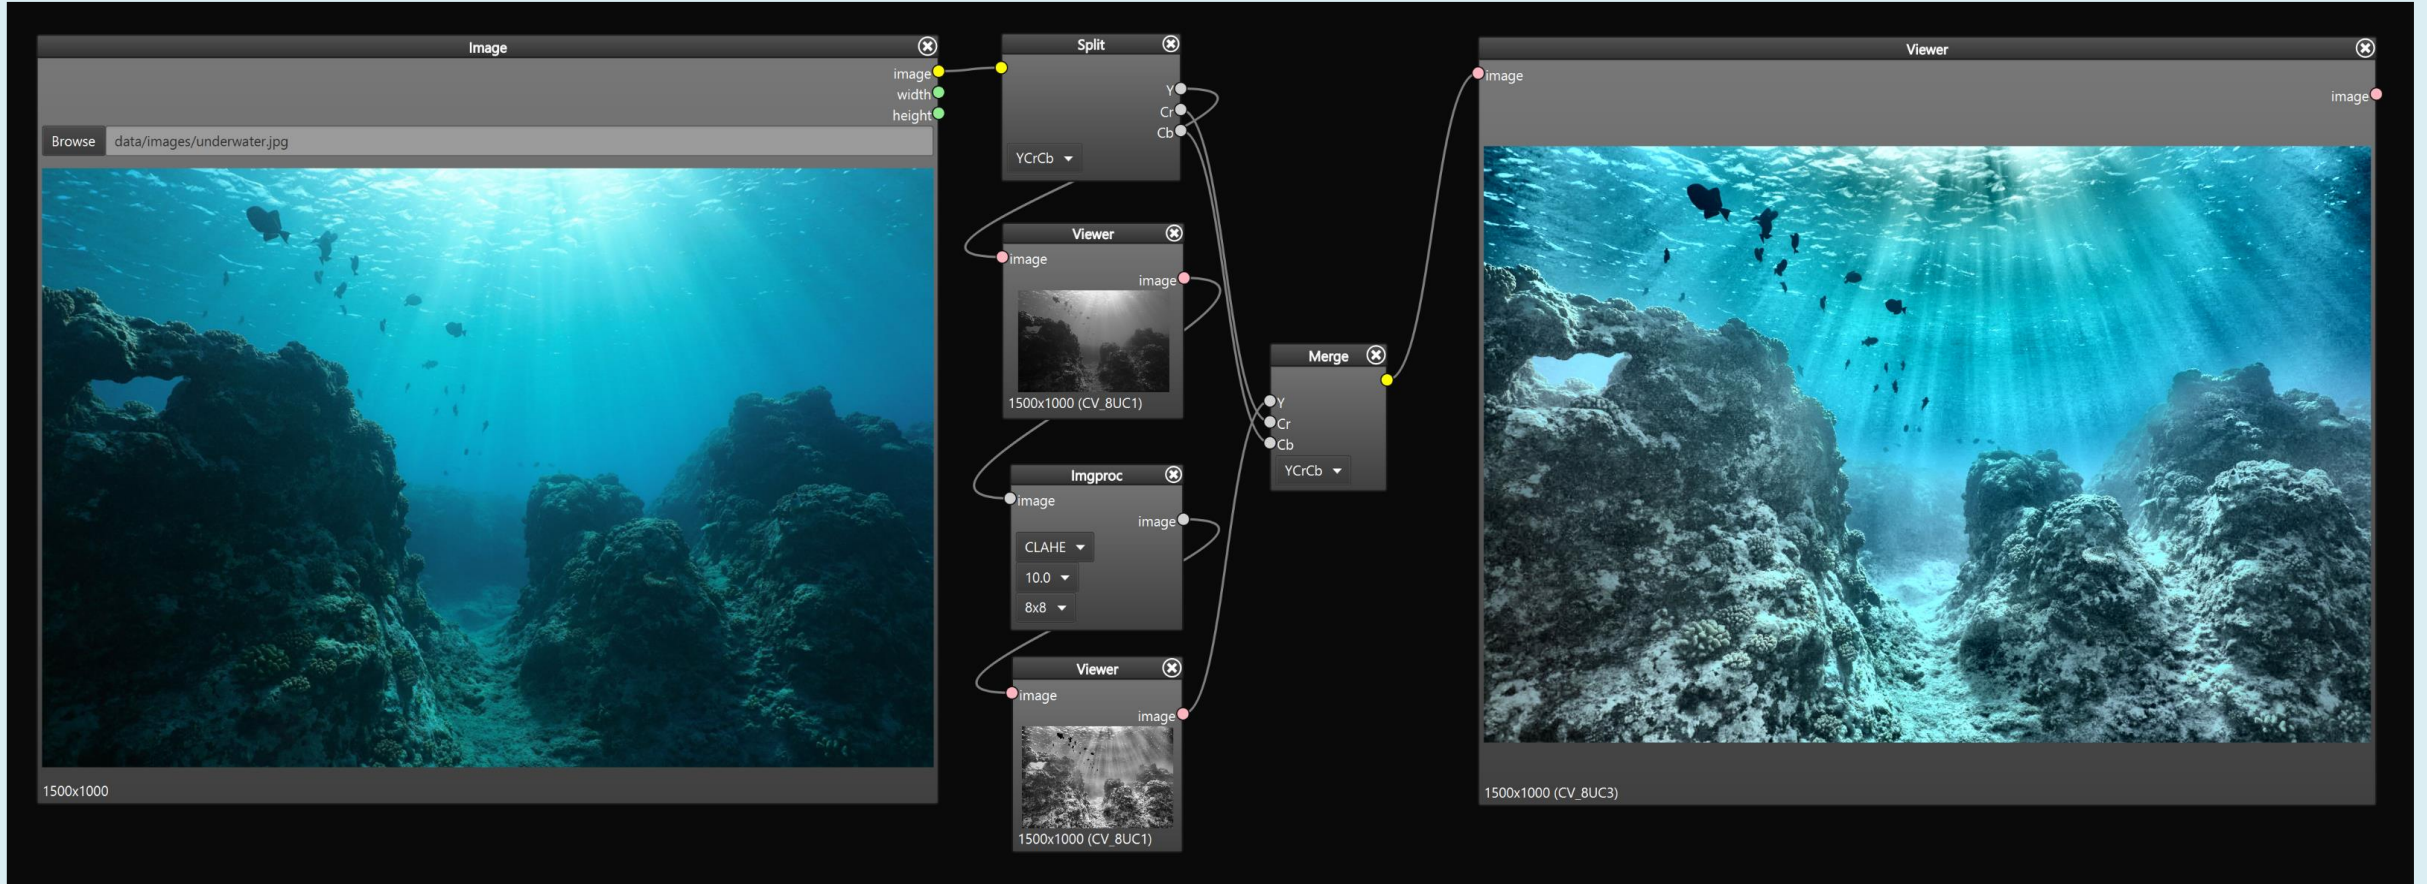 Image
image
width
height
Browse data/images/underwater.jpg
1500x1000
Split
Y
Cr
Cb
YCrCb
Viewer
image
image
1500x1000 (CV_8UC1)
Imgproc
image
image
CLAHE
10.0
8x8
Viewer
image
image
1500x1000 (CV_8UC1)
Merge
Y
Cr
Cb
YCrCb
Viewer
image
image
1500x1000 (CV_8UC3)